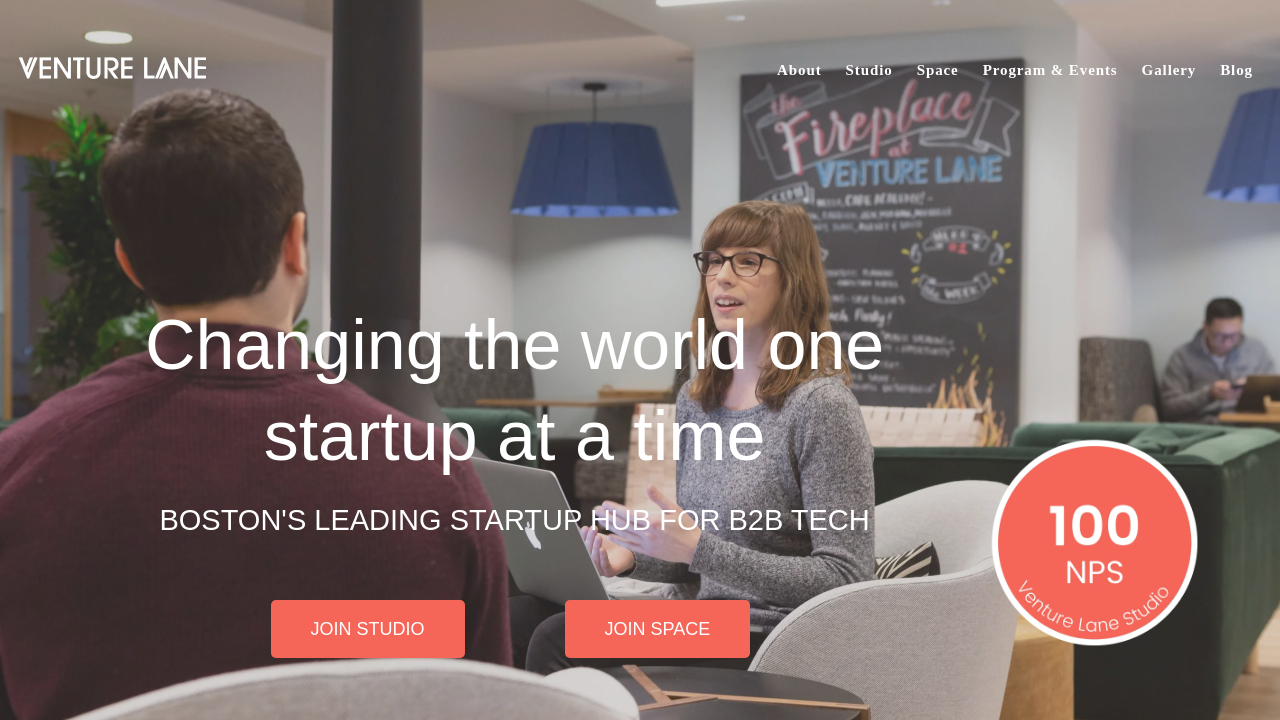 VENTURE LANE
About Studio Space Program & Events Gallery Blog
the
Fireplace
at
VENTURE LANE
Changing the world one
startup at a time
BOSTON'S LEADING STARTUP HUB FOR B2B TECH
JOIN STUDIO JOIN SPACE
100
NPS
Venture Lane Studio